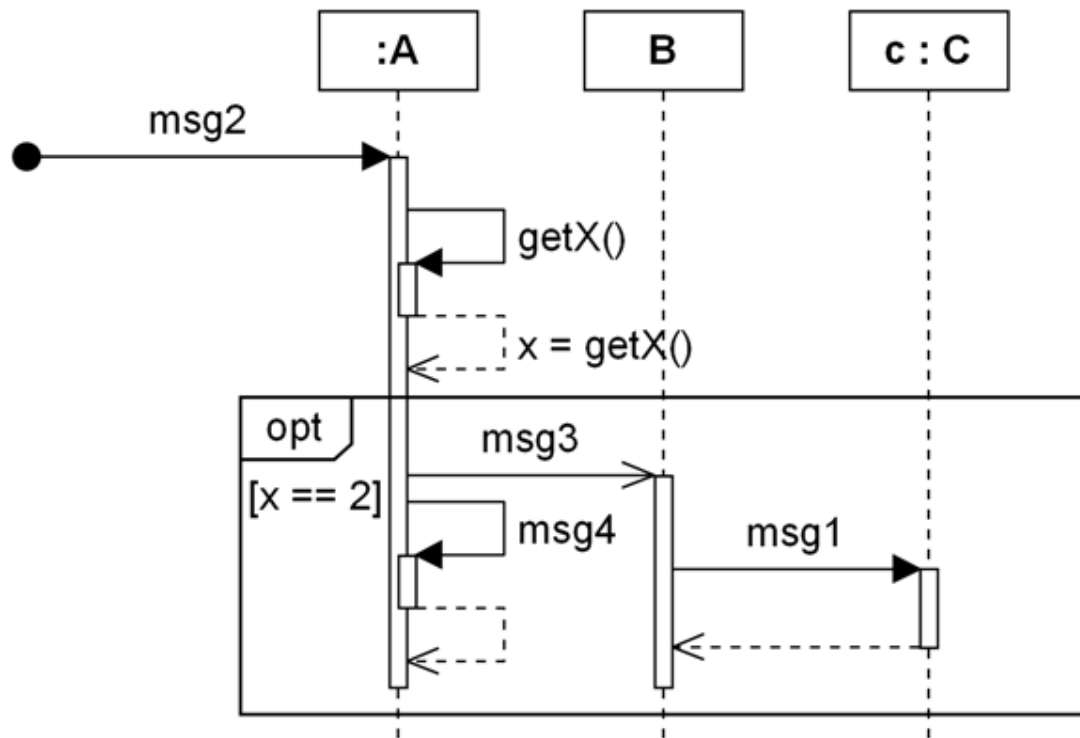 :A
B
c : C
msg2
getX()
x = getX()
opt
msg3
[x == 2]
msg4
msg1